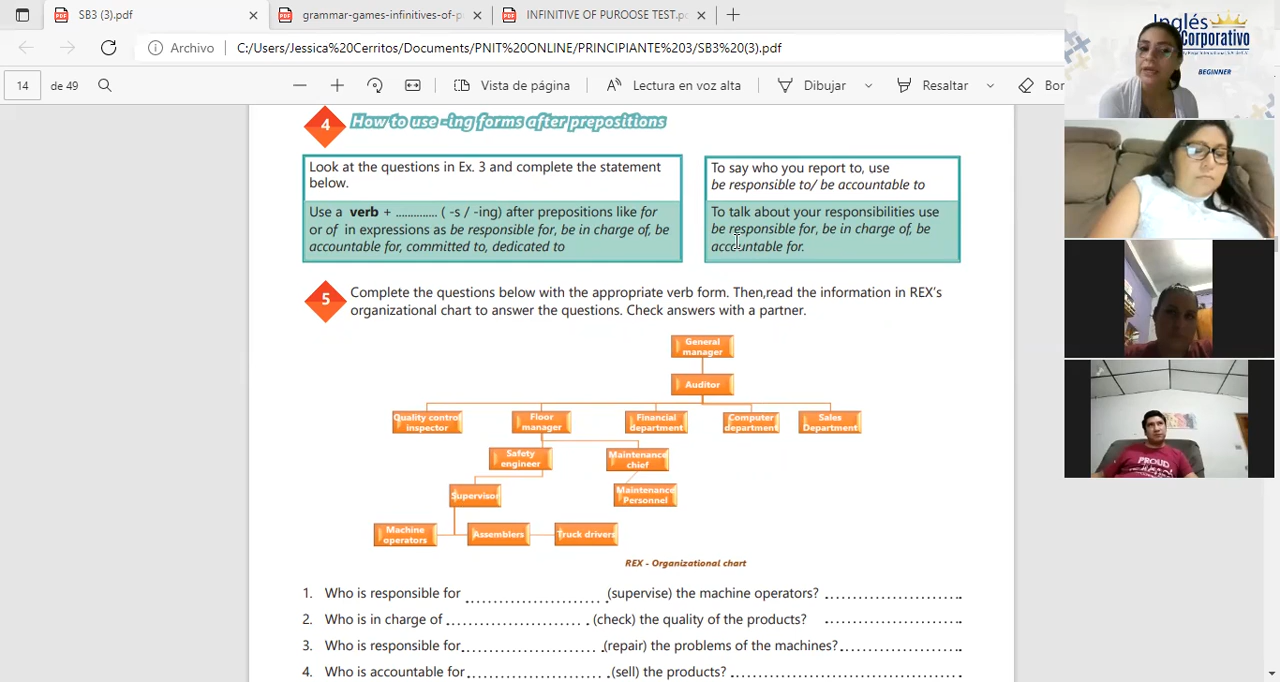 SB3 (3).pdf
grammar-games-infinitives-of-p
INFINITIVE OF PUROOSE TEST.pc
Archivo
C:/Users/Jessica%20Cerritos/Documents/PNIT%20ONLINE/PRINCIPIANTE%203/SB3%20(3).pdf
14 de 49
Vista de página
Lectura en voz alta
Dibujar
Resaltar
Bor
Inglés
Corporativo
BEGINNER
4 How to use -ing forms after prepositions
Look at the questions in Ex. 3 and complete the statement
below.
Use a verb + .............. ( -s / -ing) after prepositions like for
or of in expressions as be responsible for, be in charge of, be
accountable for, committed to, dedicated to
To say who you report to, use
be responsible to/ be accountable to
To talk about your responsibilities use
be responsible for, be in charge of, be
accountable for.
5 Complete the questions below with the appropriate verb form. Then,read the information in REX's
organizational chart to answer the questions. Check answers with a partner.
General
manager
Auditor
Quality control
inspector
Floor
manager
Financial
department
Computer
department
Sales
Department
Safety
engineer
Maintenance
chief
Supervisor
Maintenance
Personnel
Machine
operators
Assemblers
Truck drivers
REX - Organizational chart
1. Who is responsible for ........................ (supervise) the machine operators? ........................
2. Who is in charge of ........................ (check) the quality of the products? ........................
3. Who is responsible for........................ (repair) the problems of the machines?........................
4. Who is accountable for........................ (sell) the products? ........................
PROUD